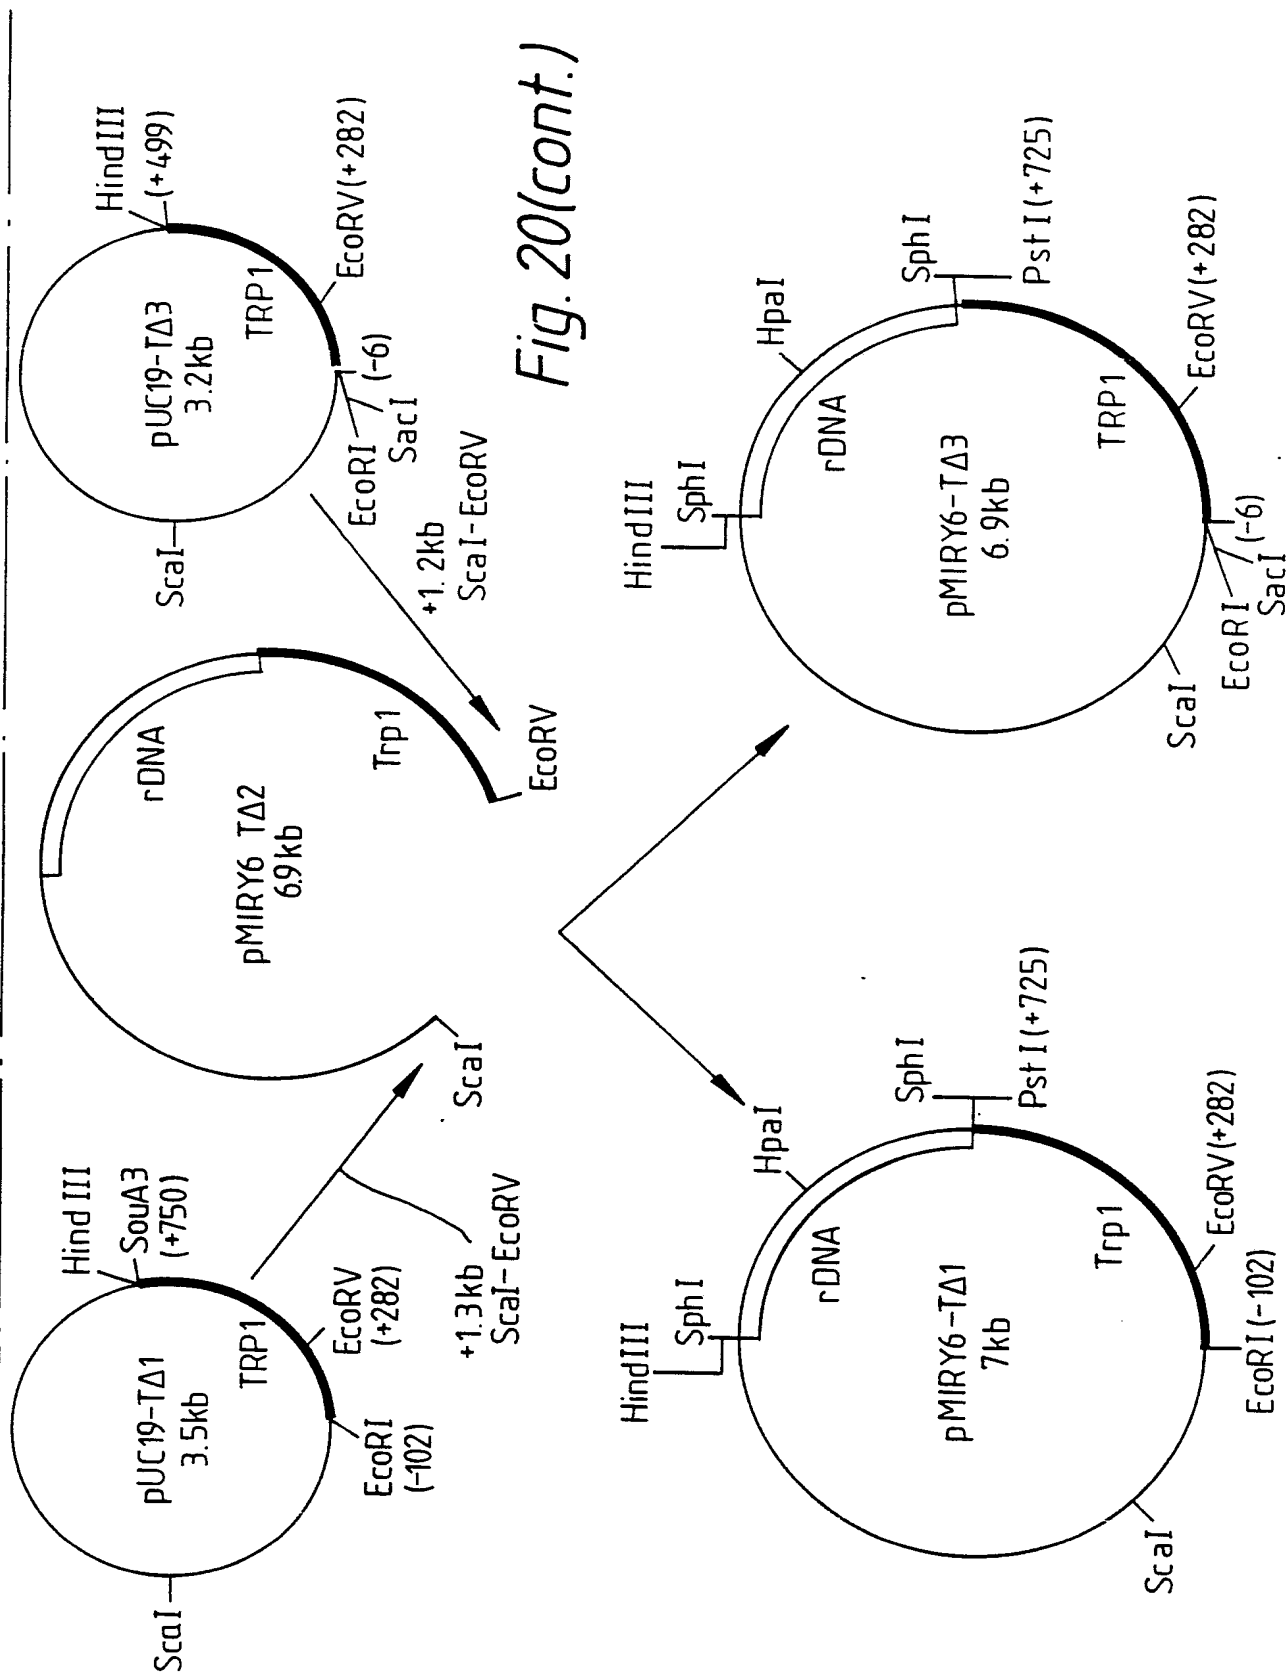 Fig. 20(cont.)
ScaI
Hind III
SouA3
(+750)
pUC19-TΔ1
3.5kb
TRP1
EcoRV
(+282)
EcoRI
(-102)
+1.3kb
ScaI-EcoRV
rDNA
pMIRY6 TΔ2
6.9kb
Trp1
ScaI
EcoRV
ScaI
HindIII
(+499)
pUC19-TΔ3
3.2kb
TRP1
EcoRV(+282)
(-6)
EcoRI
SacI
+1.2kb
ScaI-EcoRV
HindIII
SphI
HpaI
rDNA
SphI
Pst I(+725)
pMIRY6-TΔ1
7kb
Trp1
EcoRV(+282)
EcoRI(-102)
ScaI
HindIII
SphI
HpaI
rDNA
SphI
Pst I(+725)
pMIRY6-TΔ3
6.9kb
TRP1
EcoRV(+282)
(-6)
SacI
EcoRI
ScaI